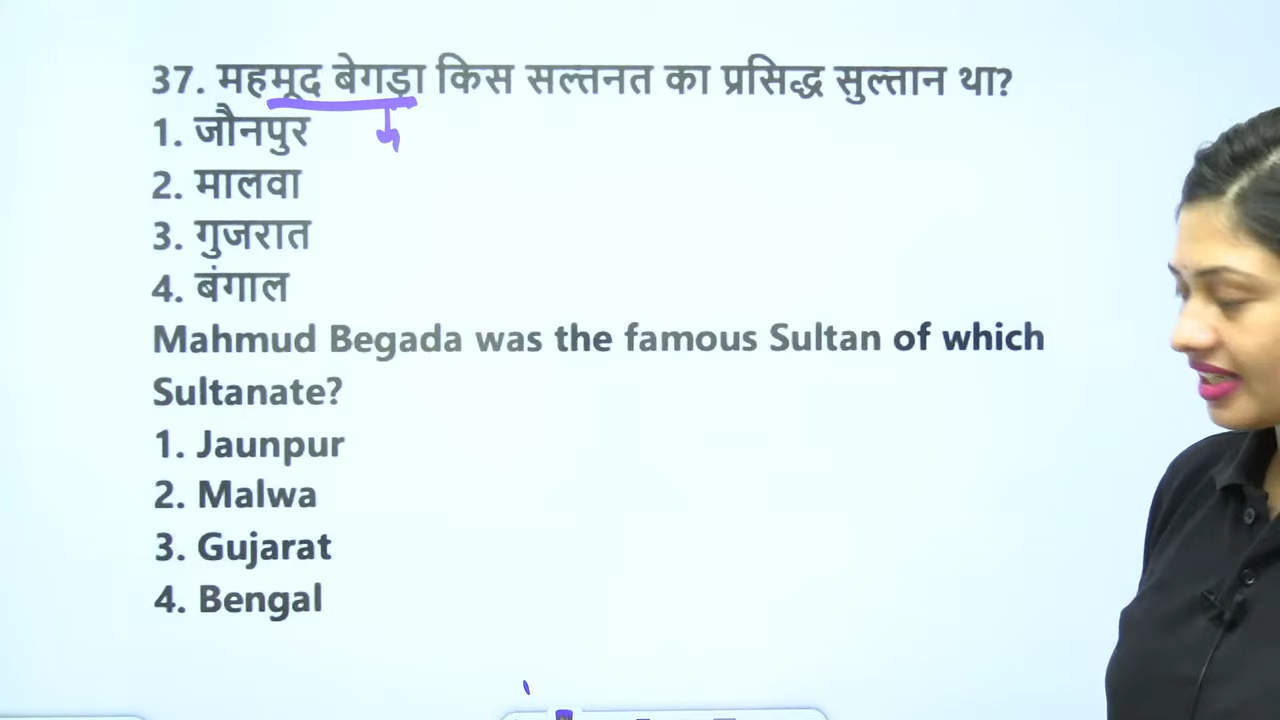 37. महमूद बेगड़ा किस सल्तनत का प्रसिद्ध सुल्तान था?
1. जौनपुर
2. मालवा
3. गुजरात
4. बंगाल
Mahmud Begada was the famous Sultan of which
Sultanate?
1. Jaunpur
2. Malwa
3. Gujarat
4. Bengal